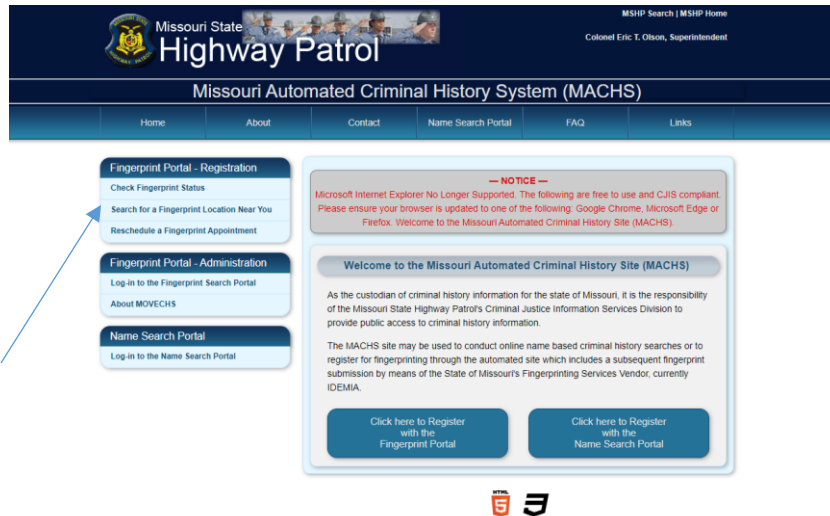 MSHP Search | MSHP Home
Missouri State
Highway Patrol
Colonel Eric T. Olson, Superintendent
Missouri Automated Criminal History System (MACHS)
Home About Contact Name Search Portal FAQ Links
Fingerprint Portal - Registration
Check Fingerprint Status
Search for a Fingerprint Location Near You
Reschedule a Fingerprint Appointment
Fingerprint Portal - Administration
Log-in to the Fingerprint Search Portal
About MOVECHS
Name Search Portal
Log-in to the Name Search Portal
— NOTICE —
Microsoft Internet Explorer No Longer Supported. The following are free to use and CJIS compliant.
Please ensure your browser is updated to one of the following: Google Chrome, Microsoft Edge or
Firefox. Welcome to the Missouri Automated Criminal History Site (MACHS).
Welcome to the Missouri Automated Criminal History Site (MACHS)
As the custodian of criminal history information for the state of Missouri, it is the responsibility
of the Missouri State Highway Patrol's Criminal Justice Information Services Division to
provide public access to criminal history information.
The MACHS site may be used to conduct online name based criminal history searches or to
register for fingerprinting through the automated site which includes a subsequent fingerprint
submission by means of the State of Missouri's Fingerprinting Services Vendor, currently
IDEMIA.
Click here to Register
with the
Fingerprint Portal
Click here to Register
with the
Name Search Portal
HTML
5
3